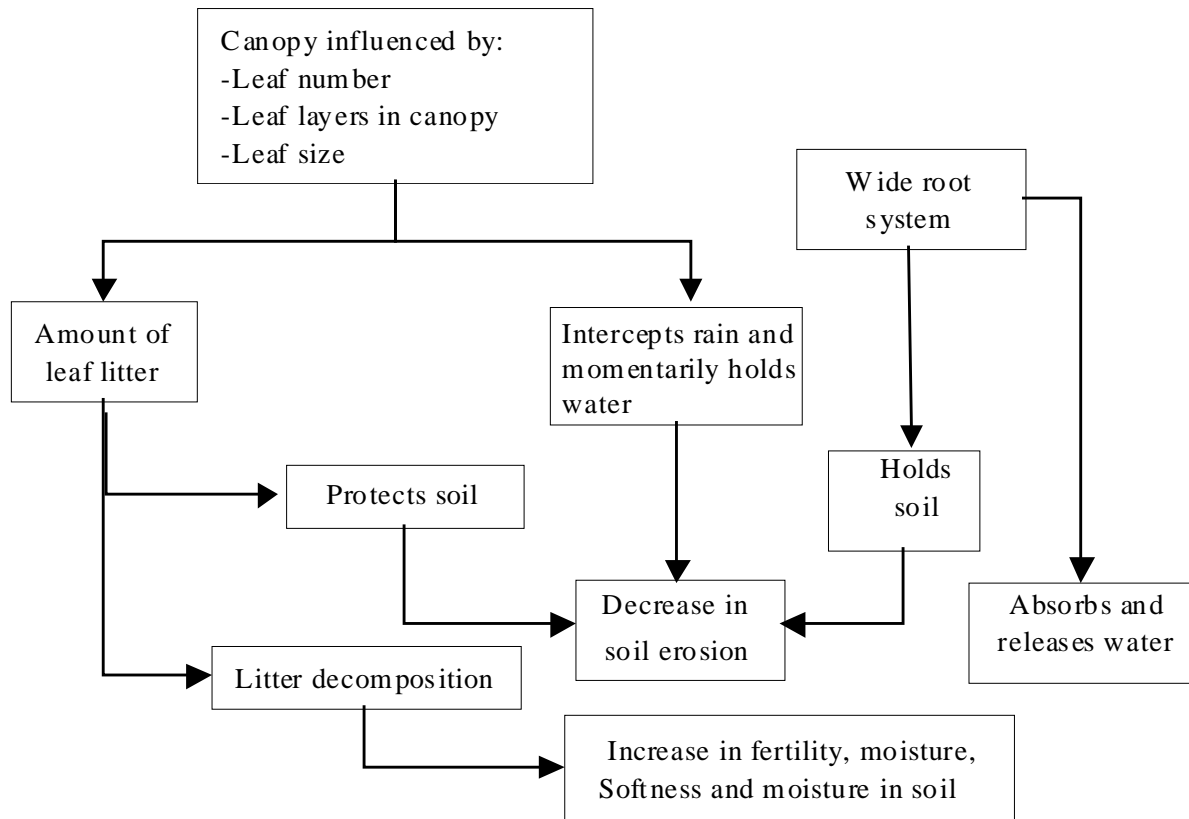 Canopy influenced by:
-Leaf number
-Leaf layers in canopy
-Leaf size
Wide root
system
Amount of
leaf litter
Intercepts rain and
momentarily holds
water
Holds
soil
Protects soil
Decrease in
soil erosion
Absorbs and
releases water
Litter decomposition
Increase in fertility, moisture,
Softness and moisture in soil